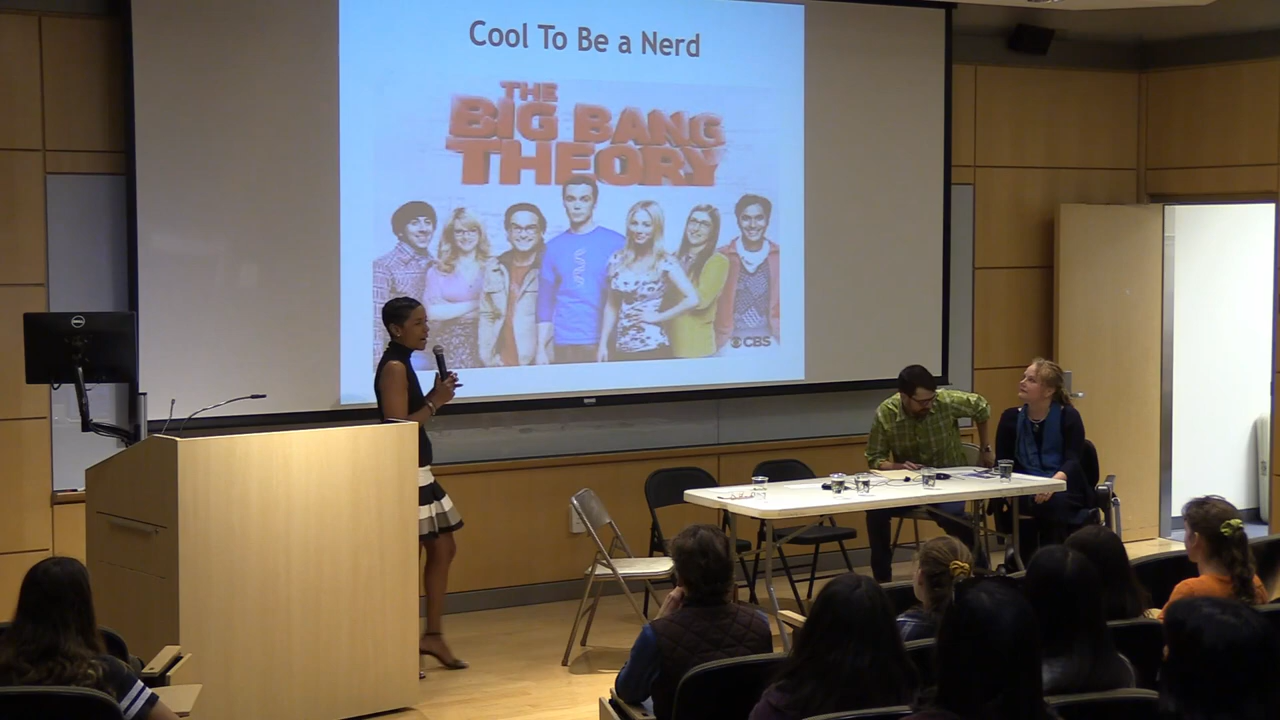 Cool To Be a Nerd
THE
BIG BANG
THEORY
CBS
DELL